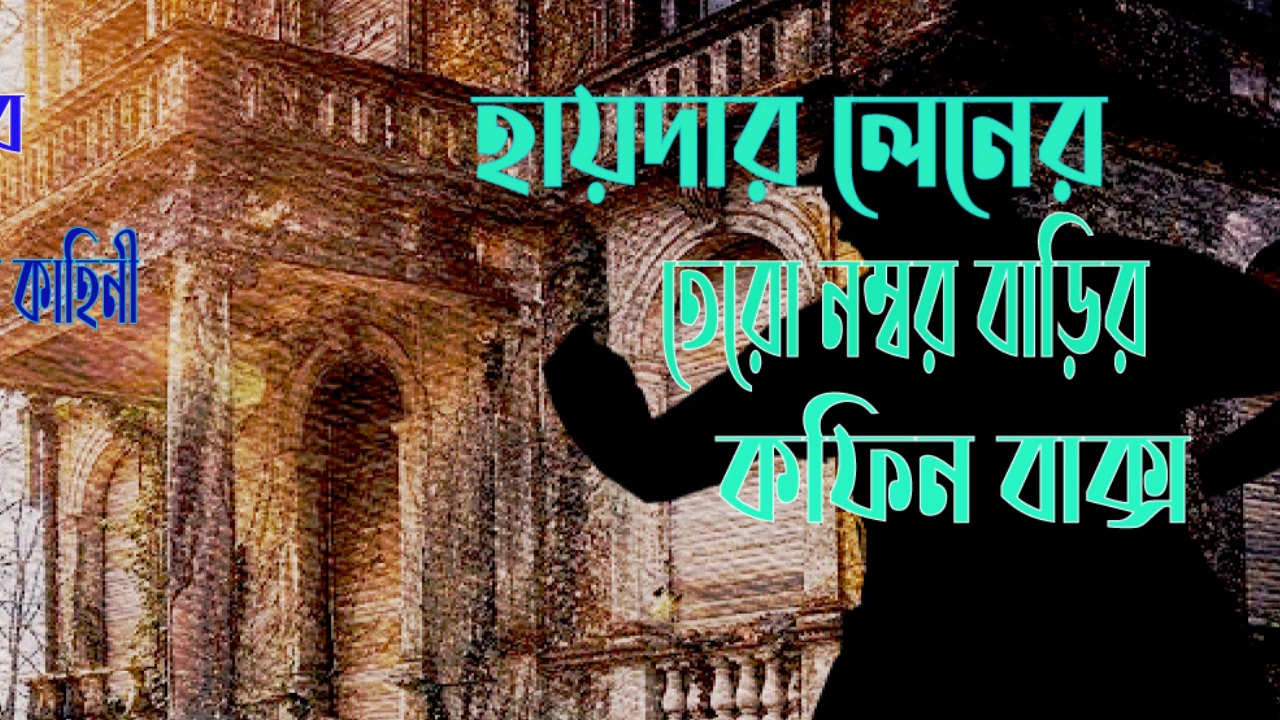 হায়দার লেনের
তেরো নম্বর বাড়ির
কাহিনী
কফিন বাক্স